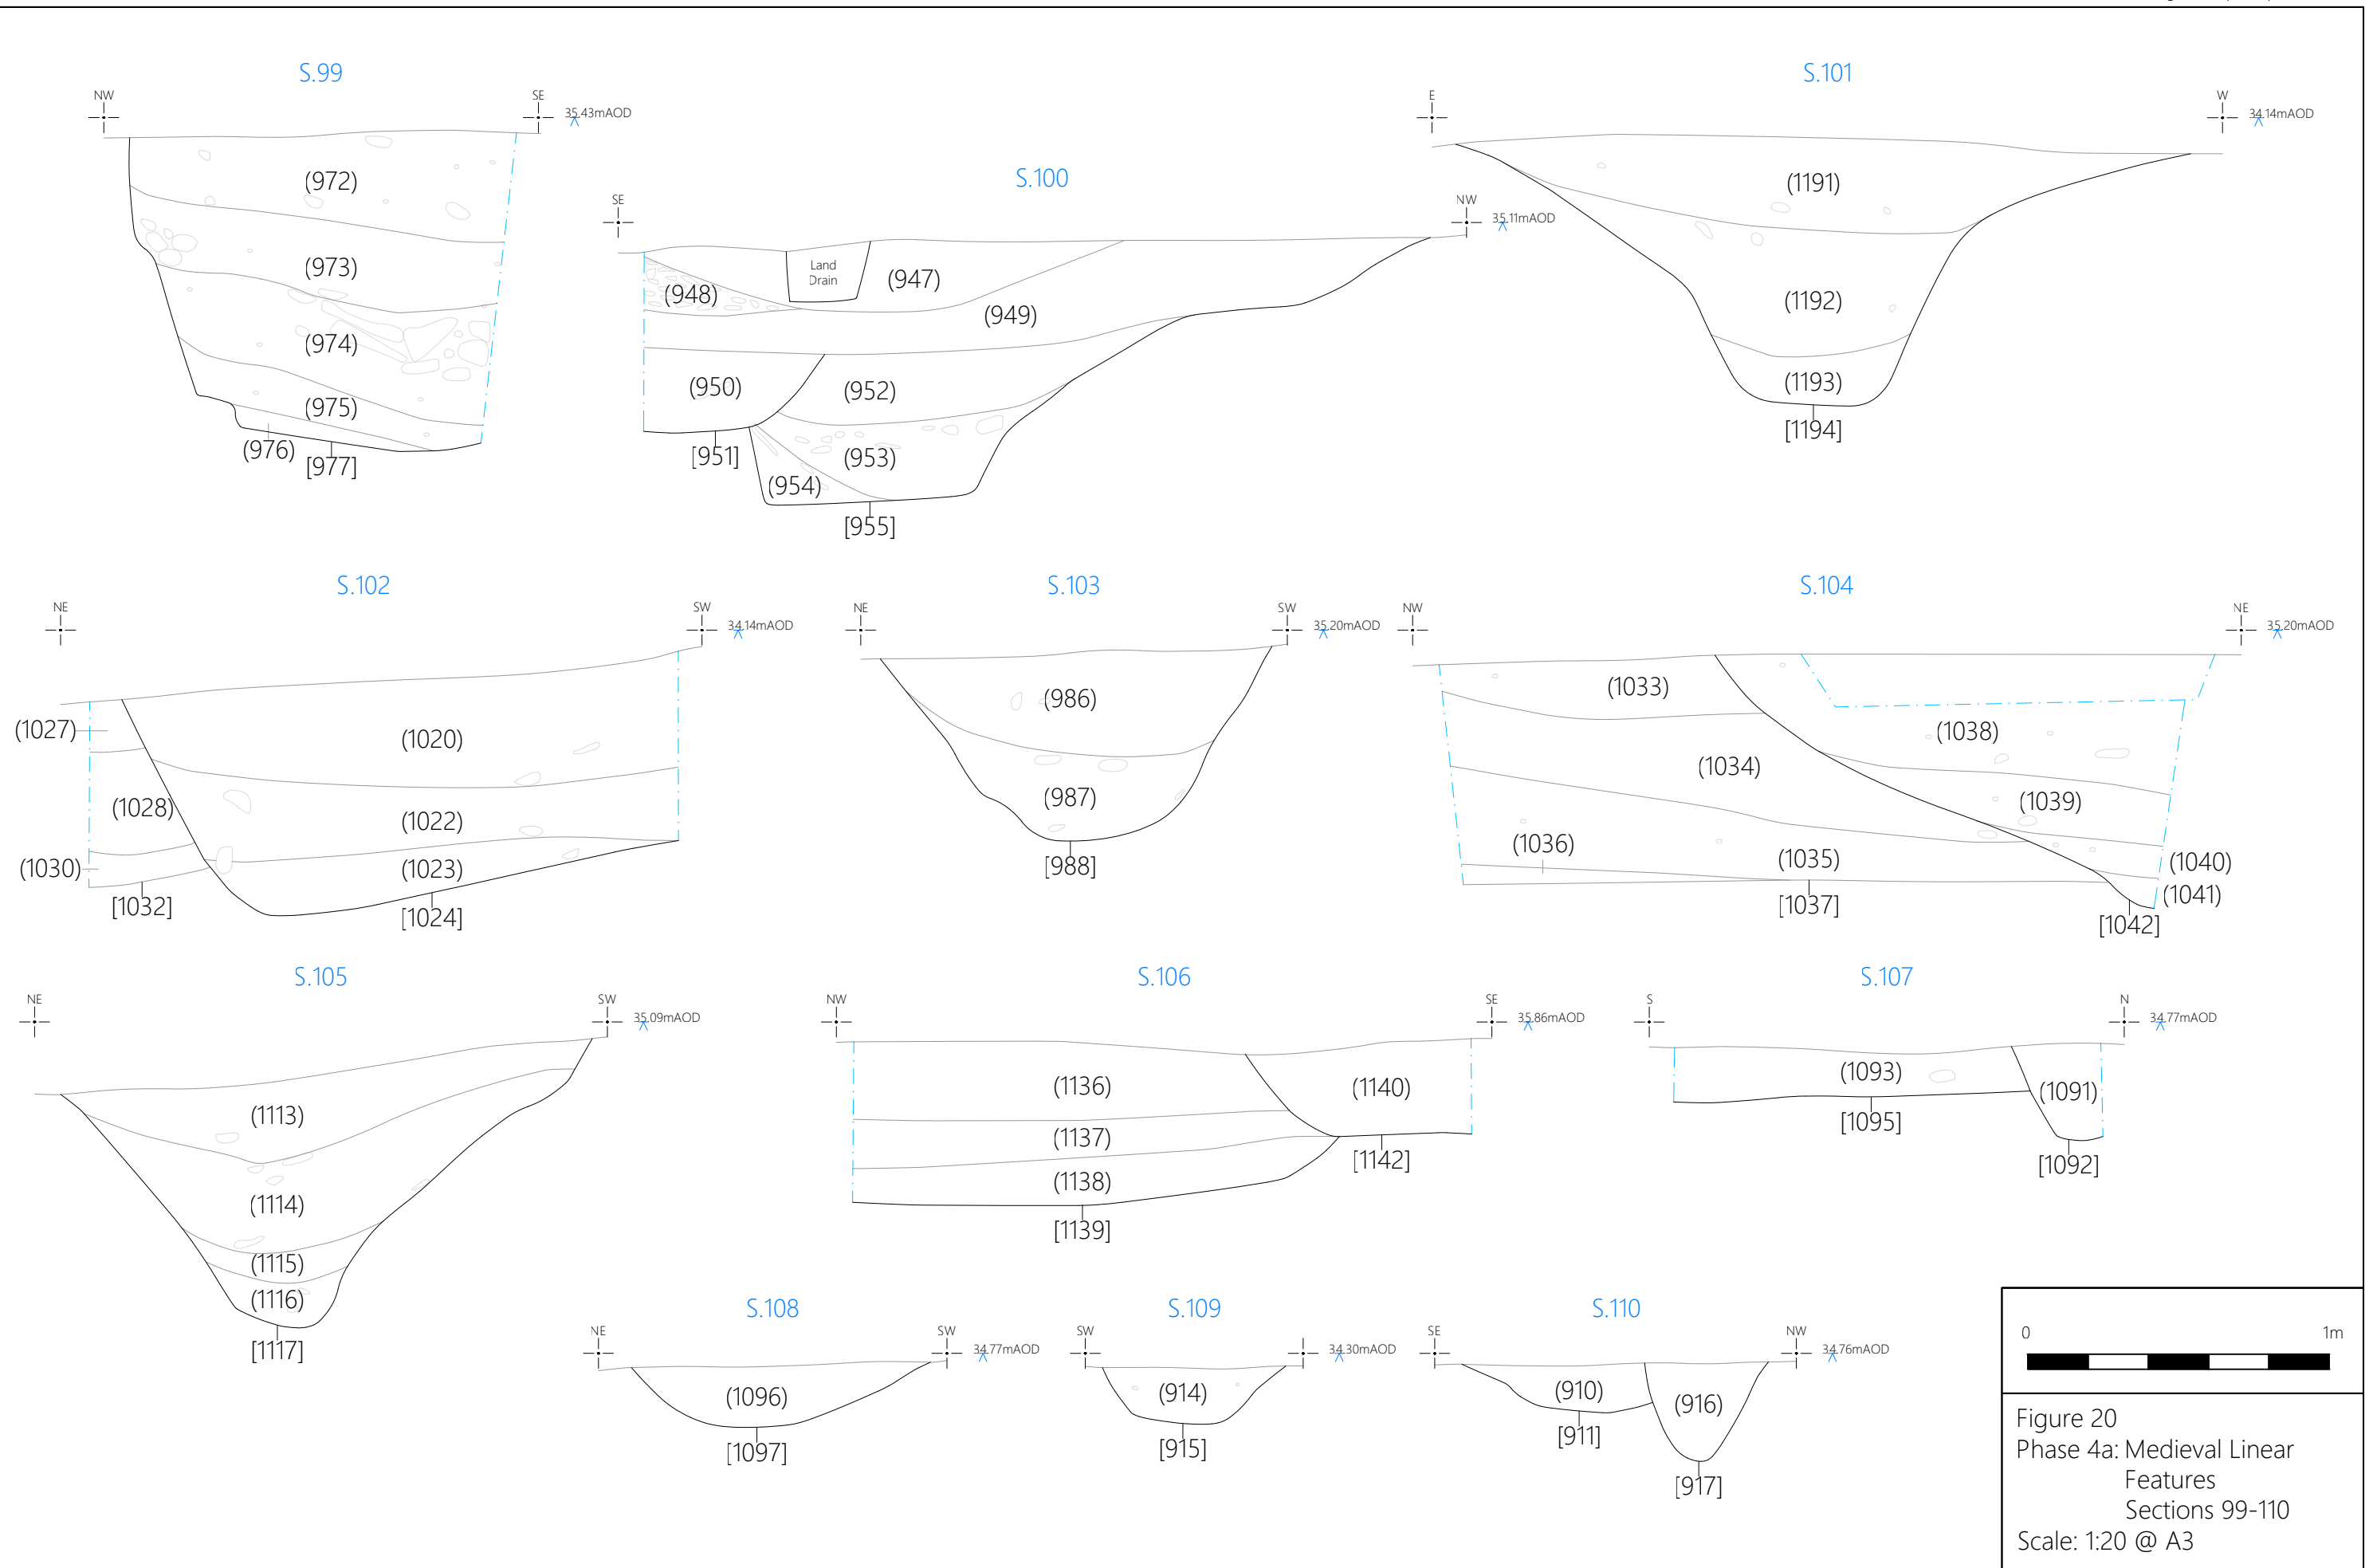 S.99
NW
SE
35.43mAOD
(972)
(973)
(974)
(975)
(976)
[977]
S.100
SE
NW
35.11mAOD
Land
Drain
(947)
(948)
(949)
(950)
(952)
[951]
(953)
(954)
[955]
S.101
E
W
34.14mAOD
(1191)
(1192)
(1193)
[1194]
S.102
NE
SW
34.14mAOD
(1027)
(1020)
(1028)
(1022)
(1030)
(1023)
[1032]
[1024]
S.103
NE
SW
35.20mAOD
(986)
(987)
[988]
S.104
NW
NE
35.20mAOD
(1033)
(1038)
(1034)
(1039)
(1036)
(1035)
(1040)
(1041)
[1037]
[1042]
S.105
NE
SW
35.09mAOD
(1113)
(1114)
(1115)
(1116)
[1117]
S.106
NW
SE
35.86mAOD
(1136)
(1140)
(1137)
[1142]
(1138)
[1139]
S.107
S
N
34.77mAOD
(1093)
(1091)
[1095]
[1092]
S.108
NE
SW
34.77mAOD
(1096)
[1097]
S.109
SW
34.30mAOD
(914)
[915]
S.110
SE
NW
34.76mAOD
(910)
(916)
[911]
[917]
0
1m
Figure 20
Phase 4a: Medieval Linear
Features
Sections 99-110
Scale: 1:20 @ A3